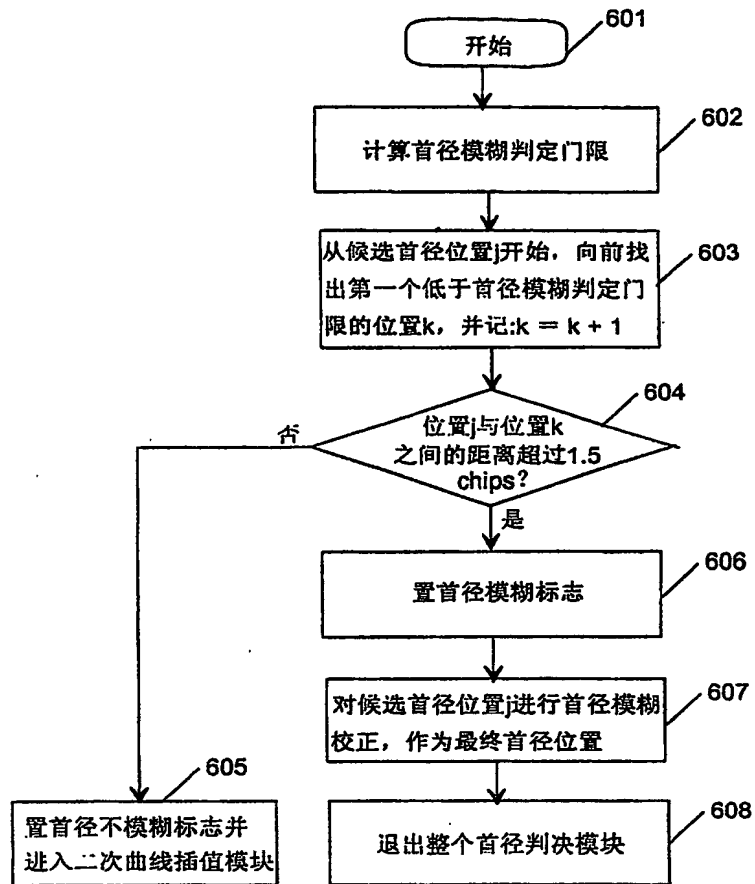 开始
601
计算首径模糊判定门限
602
从候选首径位置j开始，向前找
出第一个低于首径模糊判定门
限的位置k，并记:k = k + 1
603
位置j与位置k
之间的距离超过1.5
chips?
604
否
是
置首径模糊标志
606
对候选首径位置j进行首径模糊
校正，作为最终首径位置
607
置首径不模糊标志并
进入二次曲线插值模块
605
退出整个首径判决模块
608